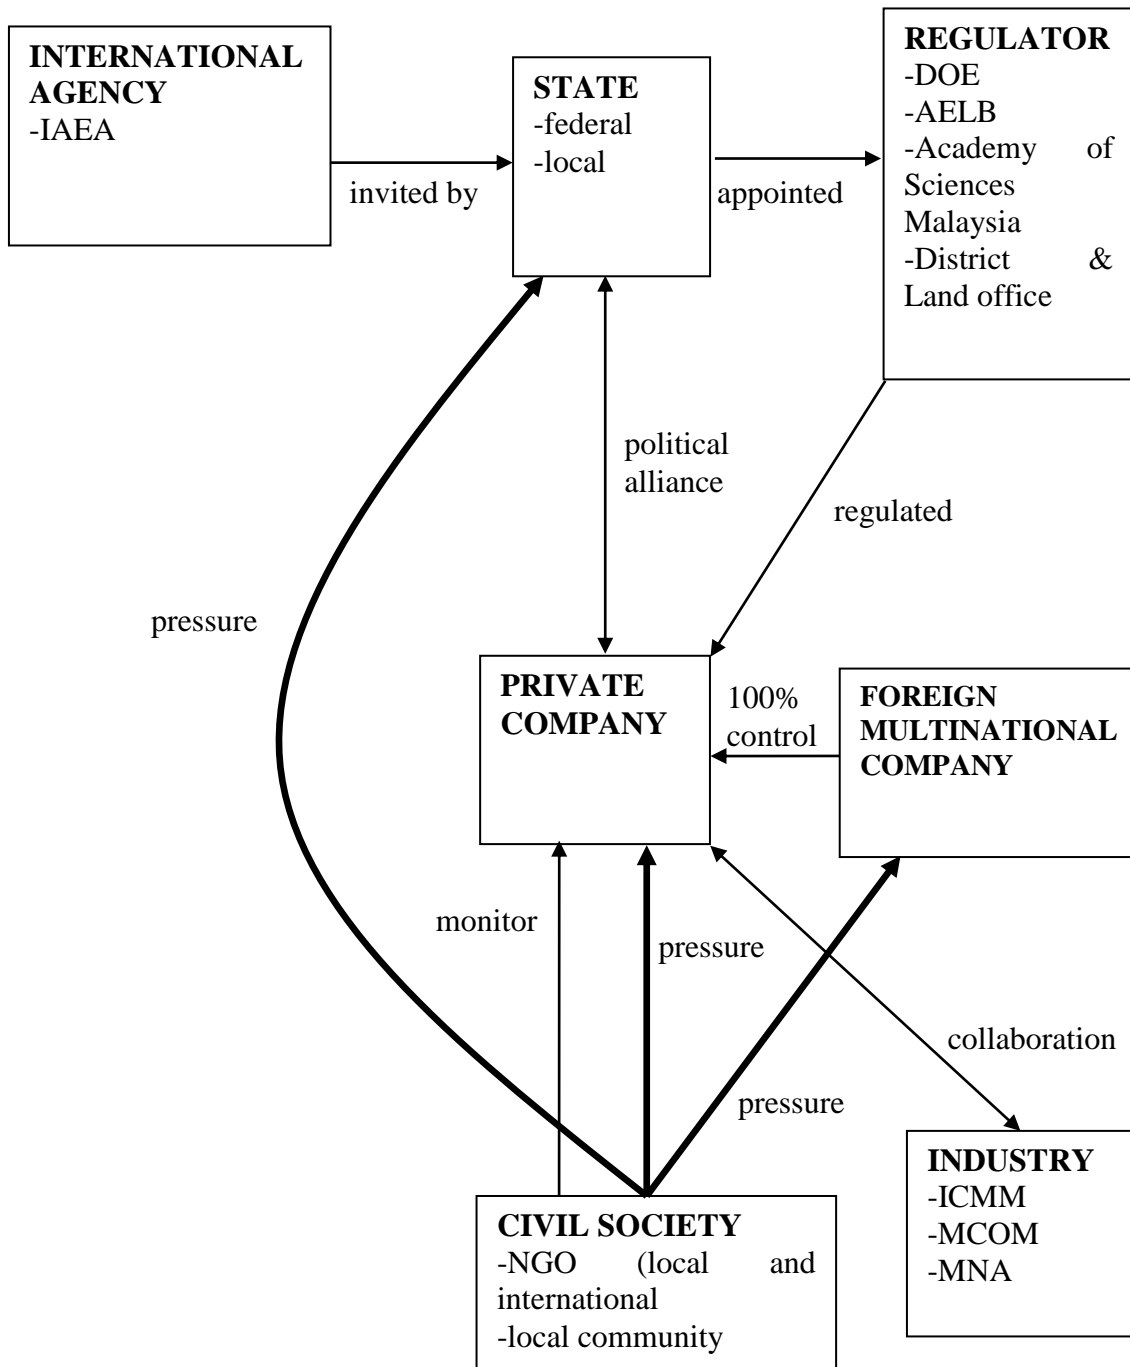 INTERNATIONAL
AGENCY
-IAEA
invited by
STATE
-federal
-local
appointed
REGULATOR
-DOE
-AELB
-Academy of
Sciences
Malaysia
-District &
Land office
political
alliance
regulated
pressure
PRIVATE
COMPANY
100%
control
FOREIGN
MULTINATIONAL
COMPANY
monitor
pressure
pressure
collaboration
CIVIL SOCIETY
-NGO (local and
international
-local community
INDUSTRY
-ICMM
-MCOM
-MNA